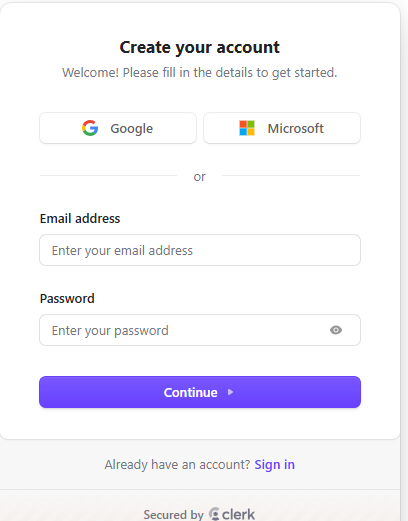 Create your account
Welcome! Please fill in the details to get started.
Google Microsoft
or
Email address
Enter your email address
Password
Enter your password
Continue
Already have an account? Sign in
Secured by clerk